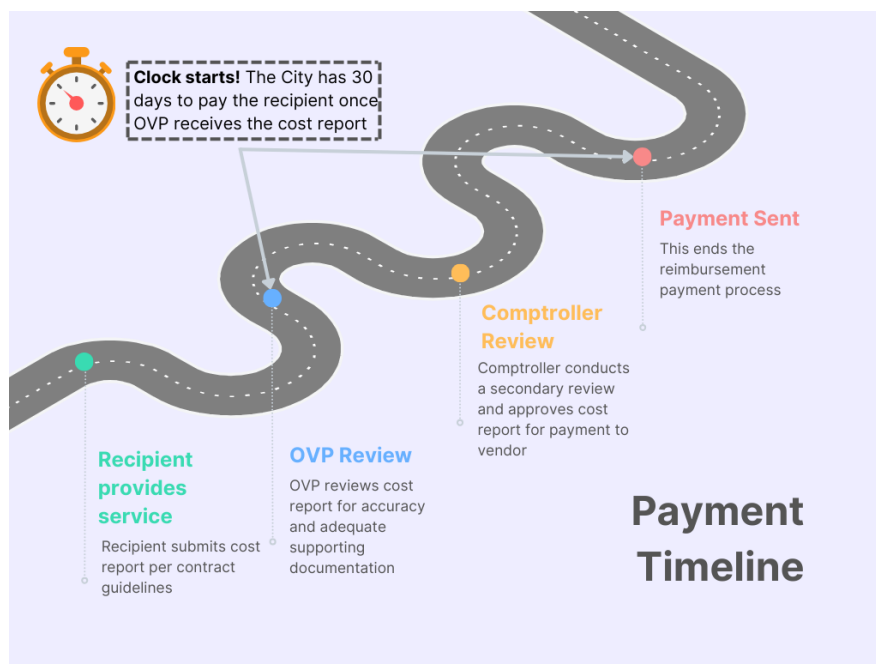 Clock starts! The City has 30
days to pay the recipient once
OVP receives the cost report
Payment Sent
This ends the
reimbursement
payment process
Comptroller
Review
Comptroller conducts
a secondary review
and approves cost
report for payment to
vendor
OVP Review
OVP reviews cost
report for accuracy
and adequate
supporting
documentation
Recipient
provides
service
Recipient submits cost
report per contract
guidelines
Payment
Timeline